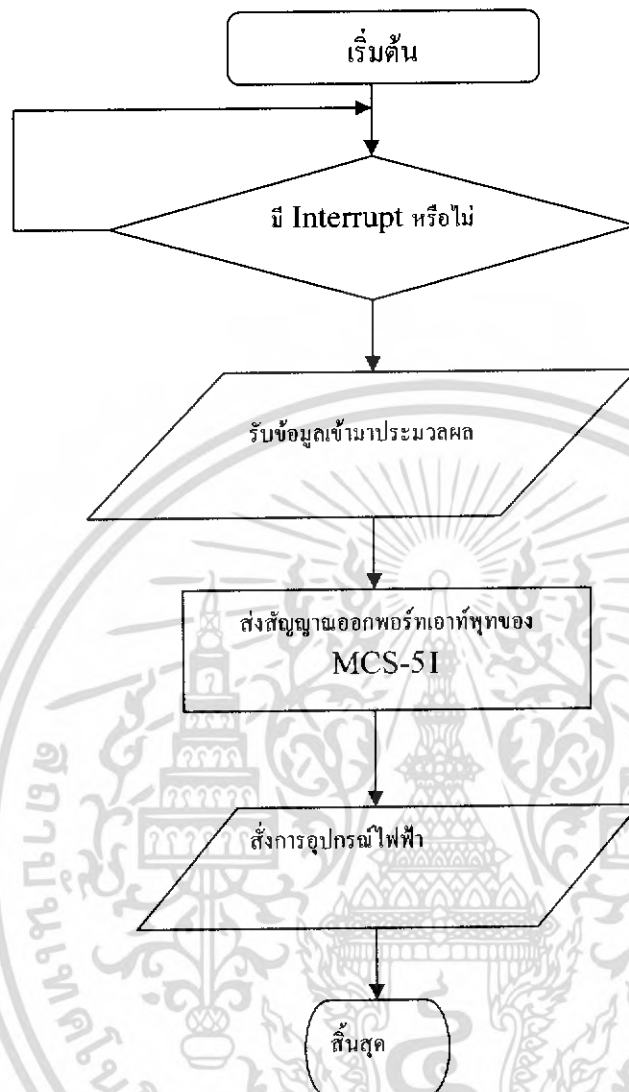 เริ่มต้น
มี Interrupt หรือไม่
รับข้อมูลเข้ามาประมวลผล
ส่งสัญญาณออกพอร์ทเอาท์พุทของ
MCS-51
สั่งการอุปกรณ์ไฟฟ้า
สิ้นสุด